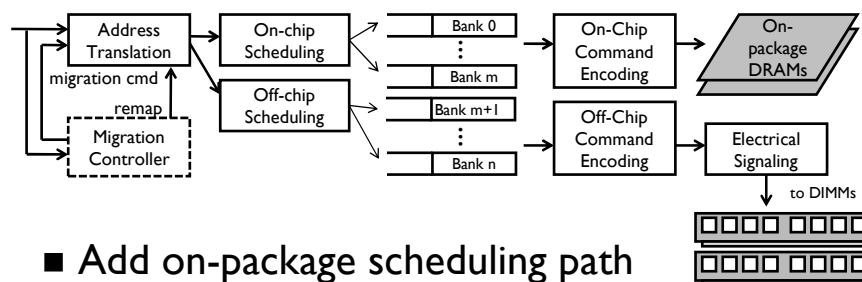 Address
Translation
migration cmd
remap
Migration
Controller
On-chip
Scheduling
Off-chip
Scheduling
Bank 0
Bank m
Bank m+1
Bank n
On-Chip
Command
Encoding
Off-Chip
Command
Encoding
On-
package
DRAMs
Electrical
Signaling
to DIMMs
■ Add on-package scheduling path